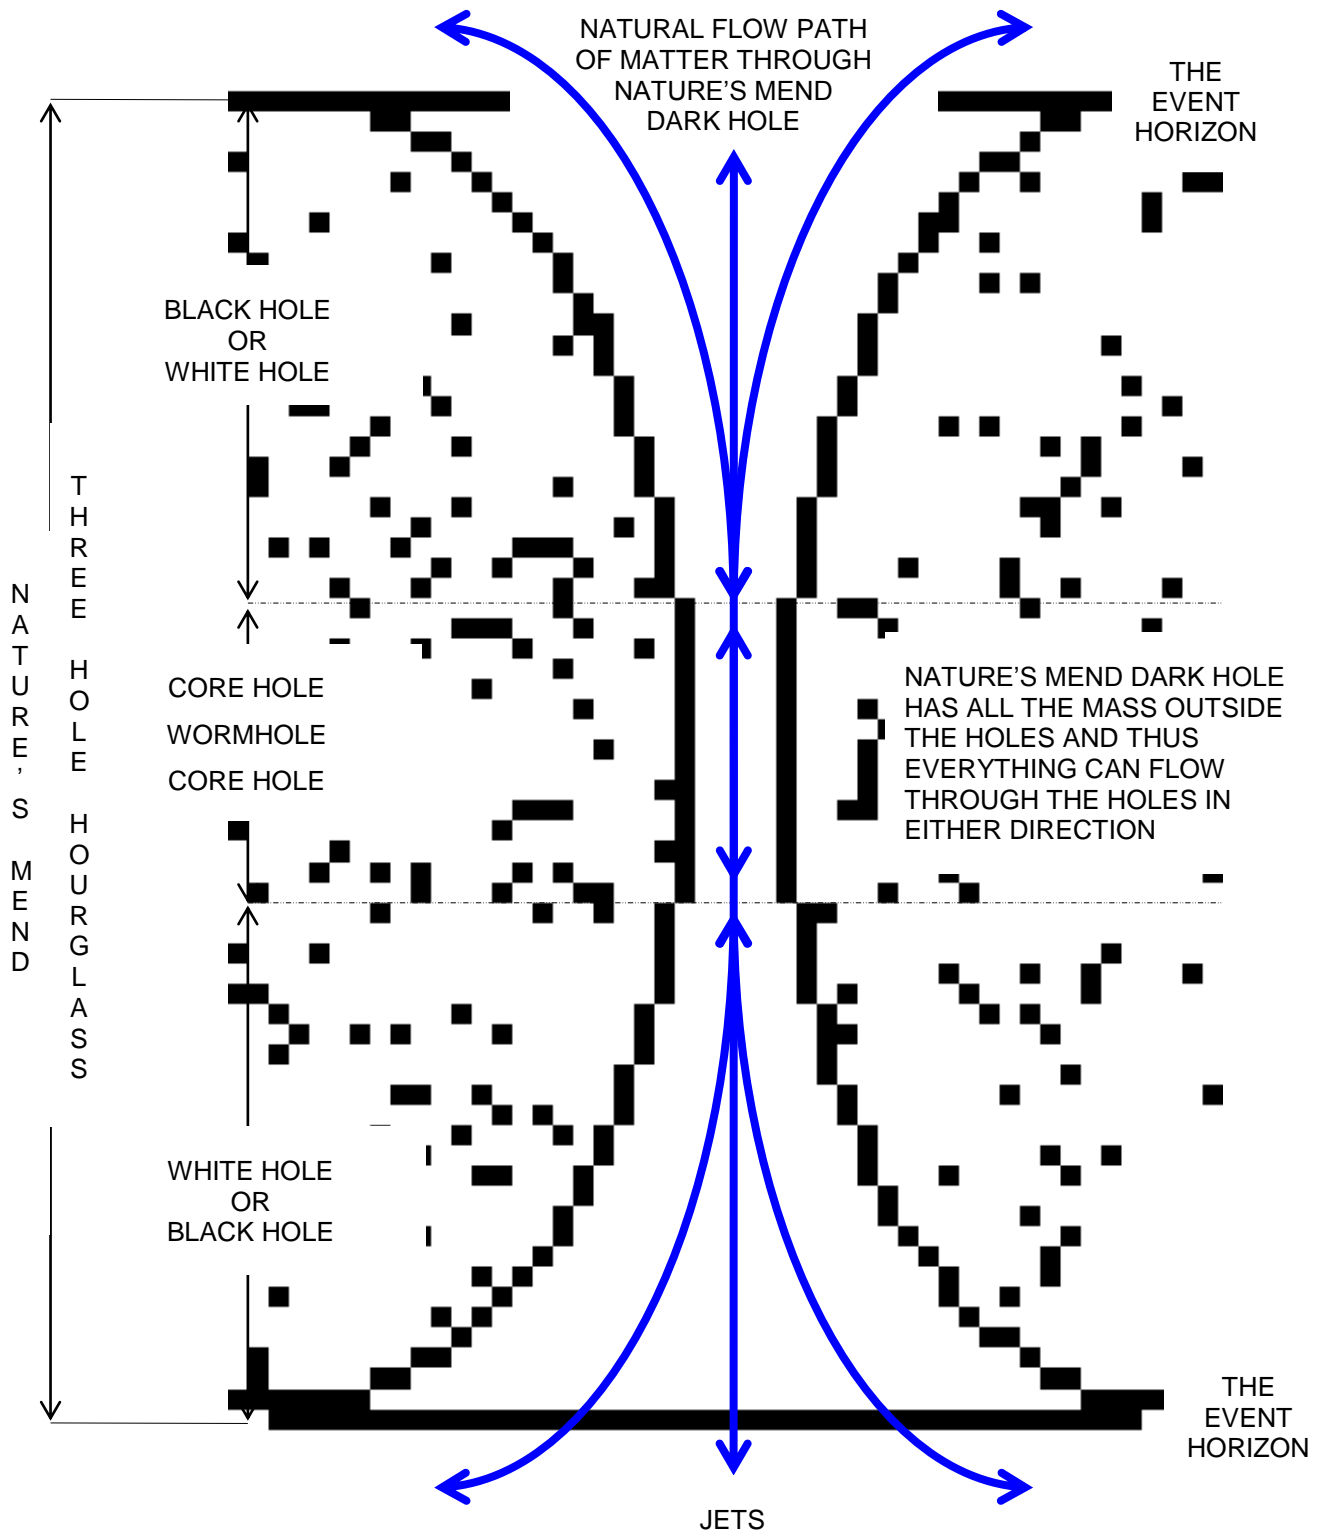 NATURAL FLOW PATH
OF MATTER THROUGH
NATURE'S MEND
DARK HOLE
THE
EVENT
HORIZON
BLACK HOLE
OR
WHITE HOLE
NATURE'S MEND
THREE HOLE HOURGLASS
CORE HOLE
WORMHOLE
CORE HOLE
NATURE'S MEND DARK HOLE
HAS ALL THE MASS OUTSIDE
THE HOLES AND THUS
EVERYTHING CAN FLOW
THROUGH THE HOLES IN
EITHER DIRECTION
WHITE HOLE
OR
BLACK HOLE
THE
EVENT
HORIZON
JETS